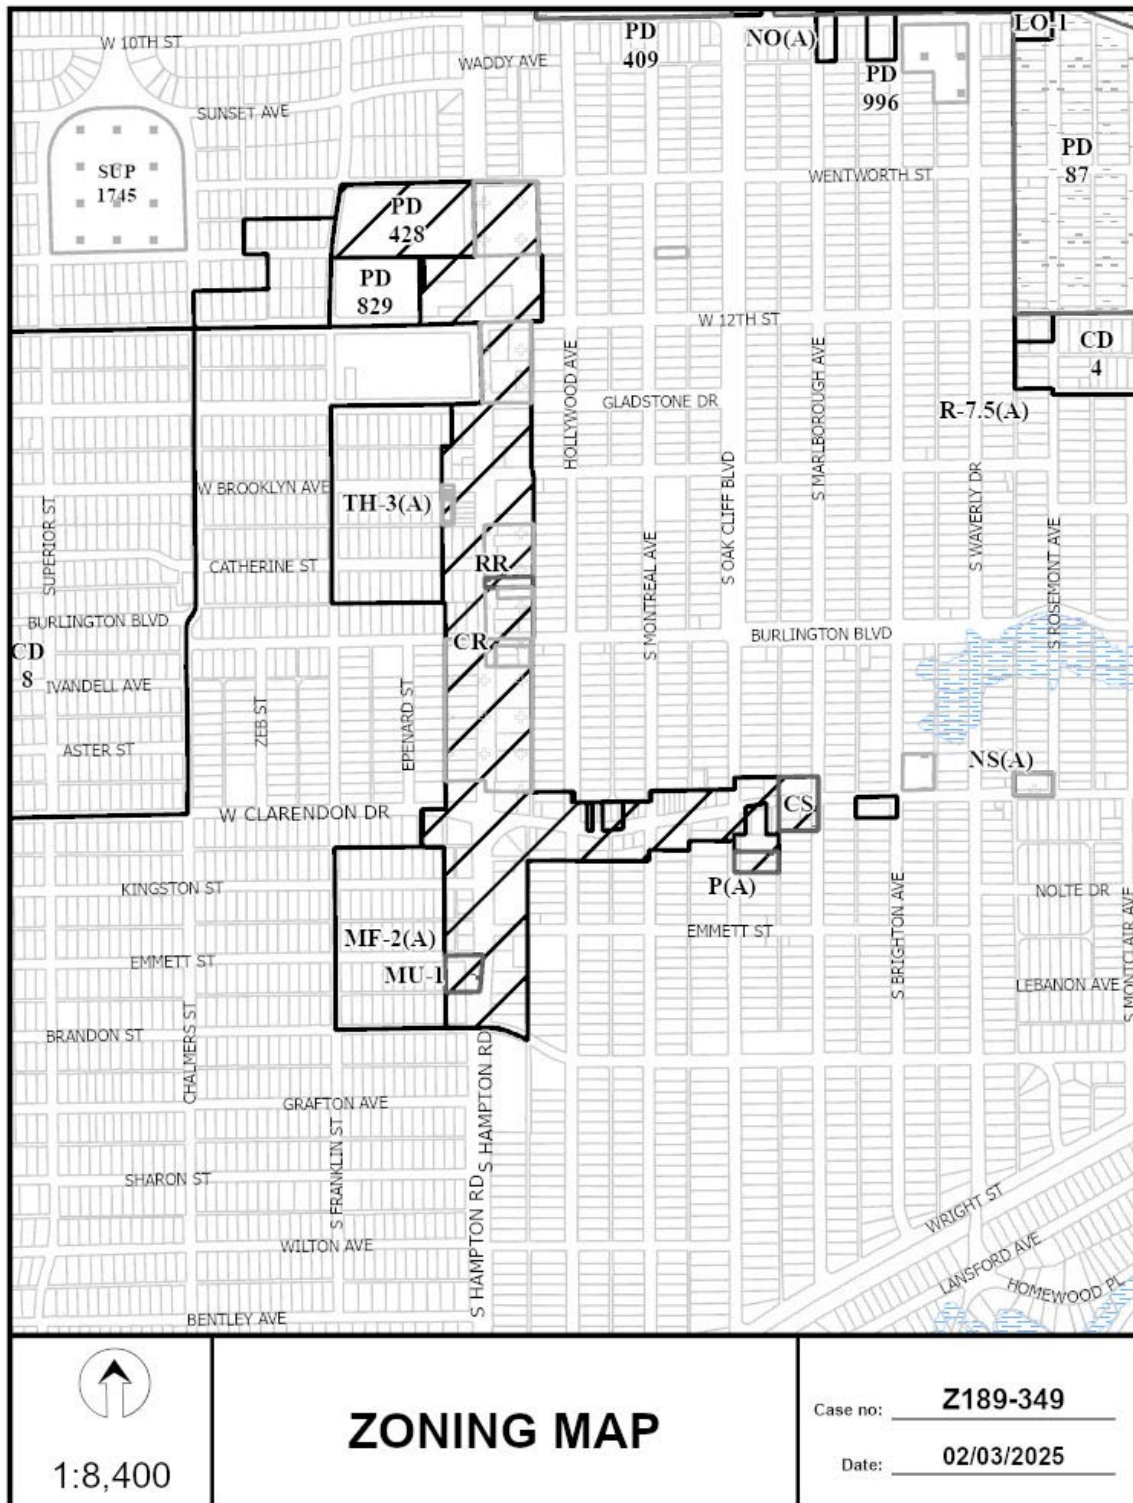 PD
409
NO(A)
LO-1
W 10TH ST
WADDY AVE
PD
996
SUNSET AVE
SUP
1745
PD
87
WENTWORTH ST
PD
428
PD
829
W 12TH ST
CD
4
HOLLYWOOD AVE
S MARLBOROUGH AVE
GLADSTONE DR
R-7.5(A)
W BROOKLYN AVE
TH-3(A)
S OAK CLIFF BLVD
S WAVERLY DR
SUPERIOR ST
CATHERINE ST
RR
S MONTREAL AVE
S ROSEMONT AVE
BURLINGTON BLVD
BURLINGTON BLVD
CD
8
CR
IVANDELL AVE
ZEB ST
EPENARD ST
ASTER ST
NS(A)
CS
W CLARENDON DR
KINGSTON ST
P(A)
S BRIGHTON AVE
NOLTE DR
S MONTCLAIR AVE
MF-2(A)
EMMETT ST
EMMETT ST
MU-1
LEBANON AVE
BRANDON ST
CHALMERS ST
S HAMPTON RD
GRAFTON AVE
S FRANKLIN ST
SHARON ST
S HAMPTON RD
WRIGHT ST
WILTON AVE
LANSFORD AVE
HOMEWOOD PL
BENTLEY AVE
1:8,400
ZONING MAP
Case no: Z189-349
Date: 02/03/2025